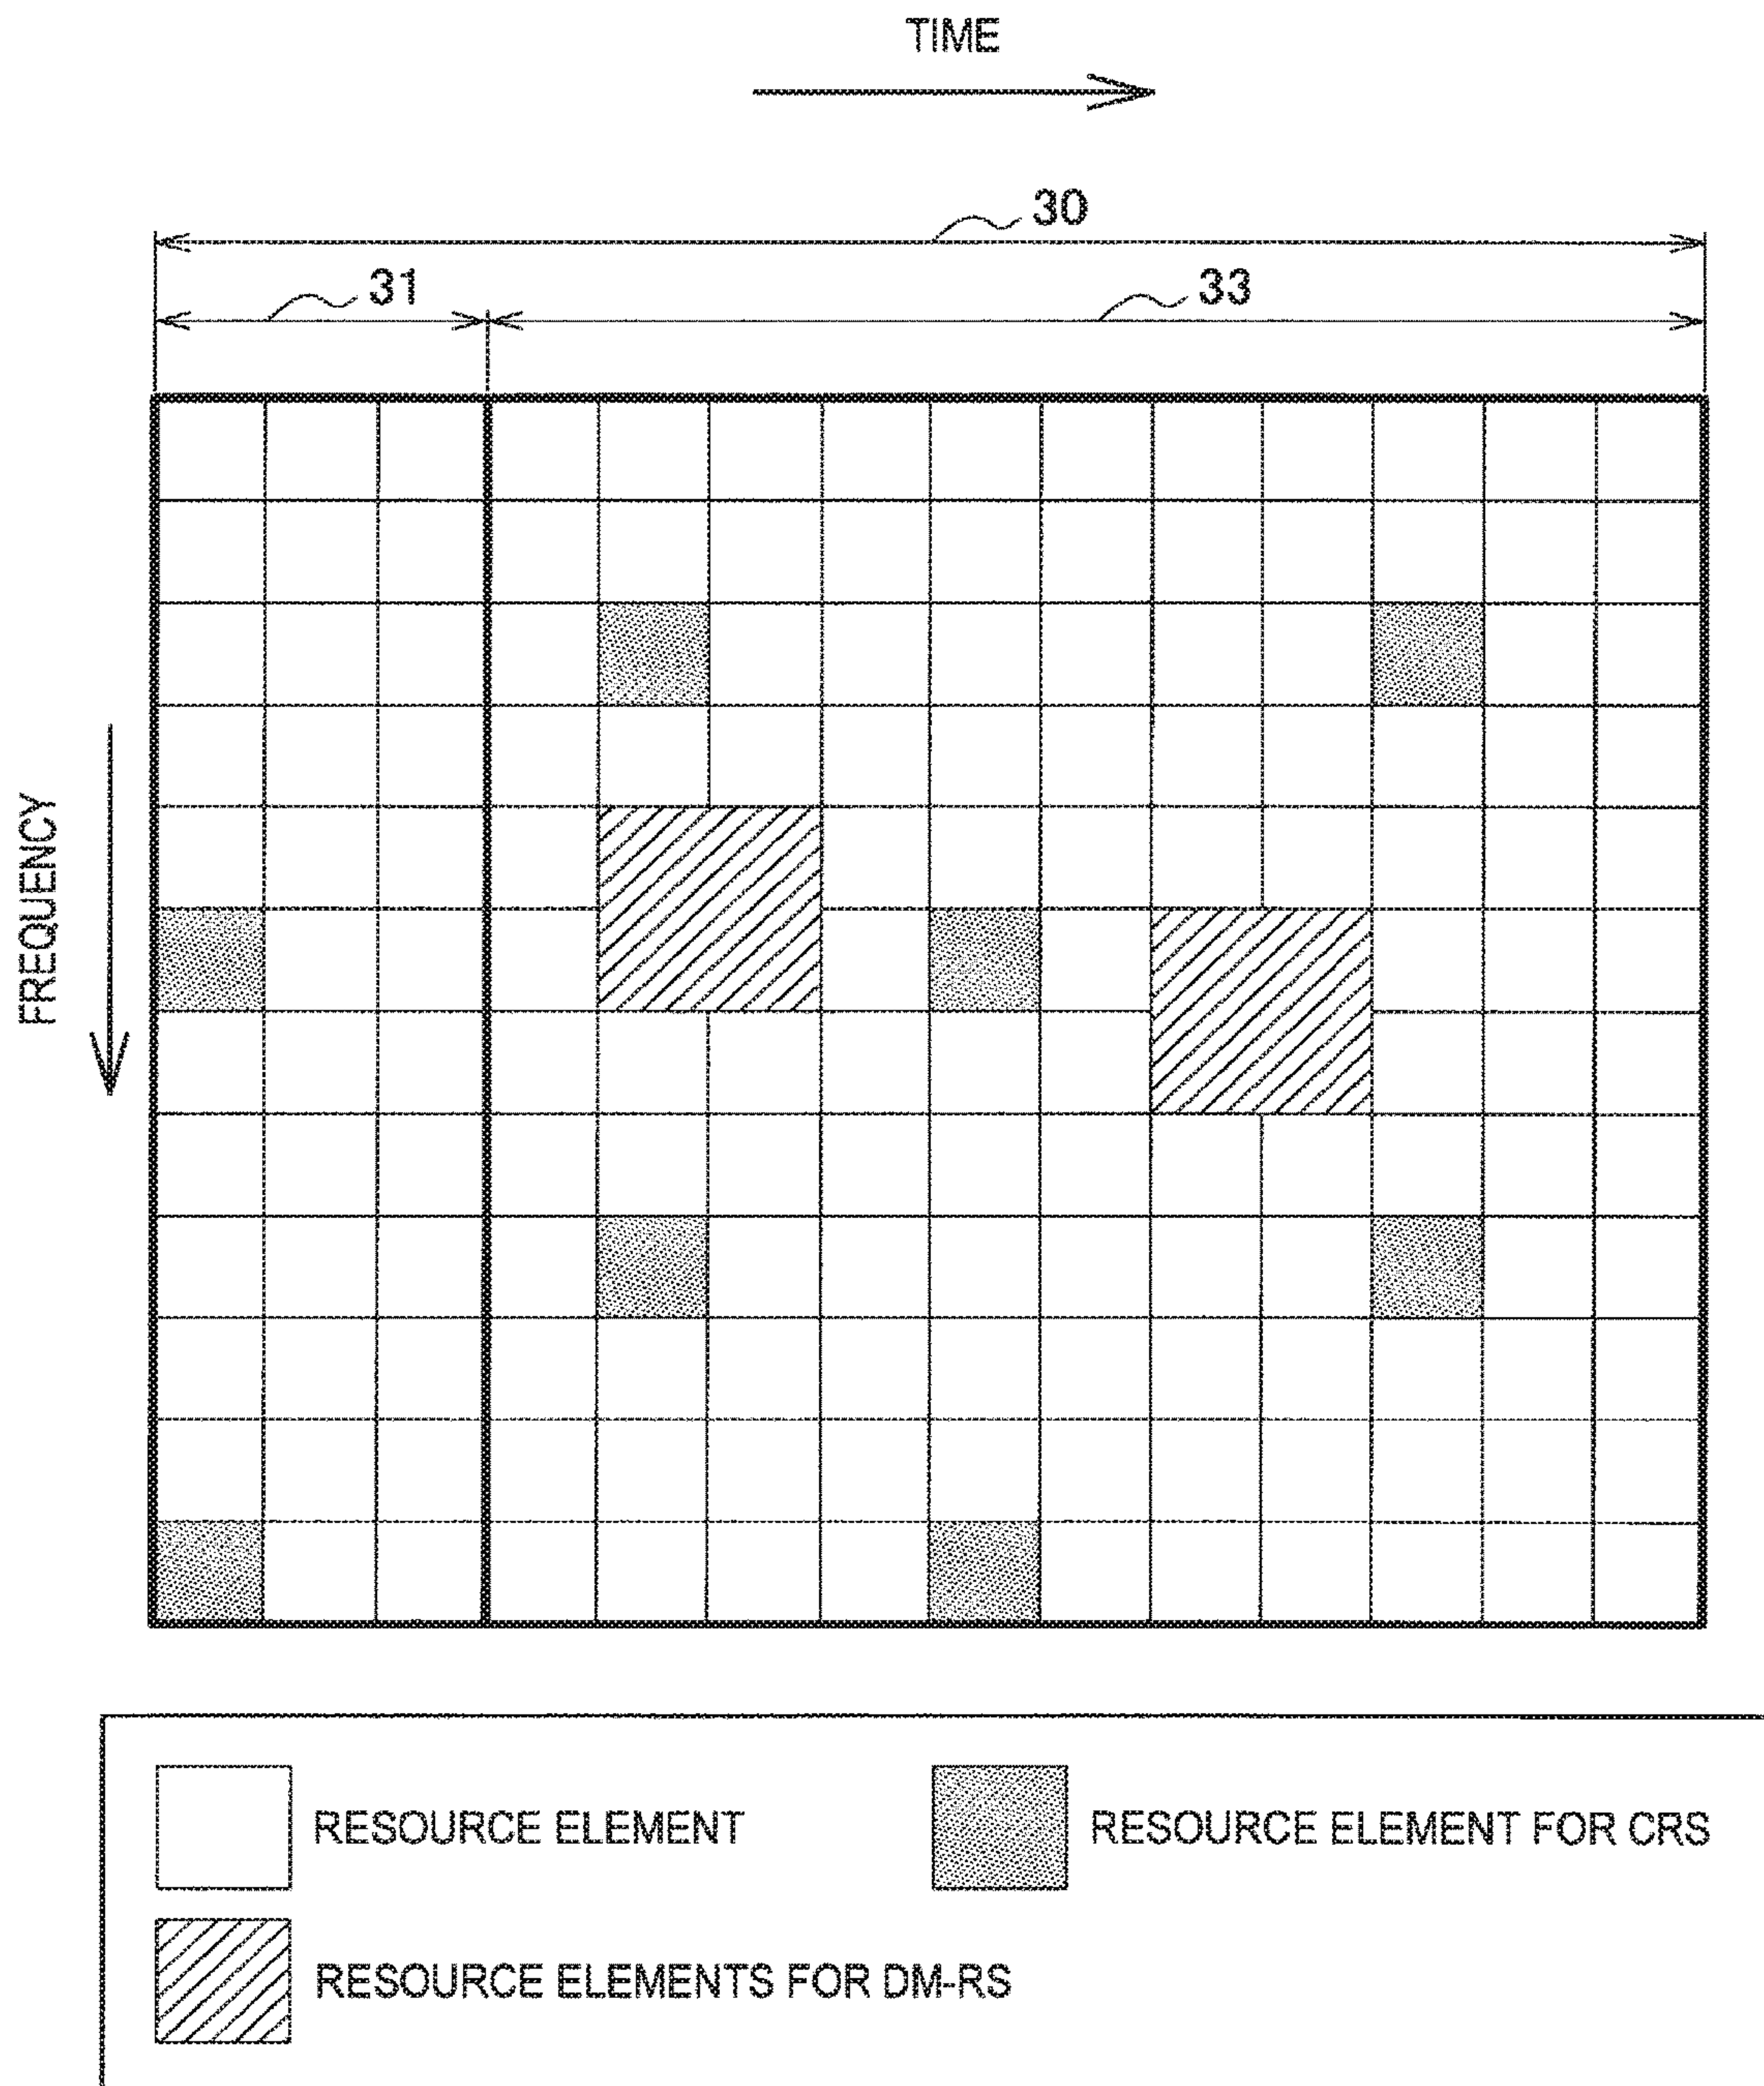 TIME
30
31
33
FREQUENCY
RESOURCE ELEMENT
RESOURCE ELEMENT FOR CRS
RESOURCE ELEMENTS FOR DM-RS